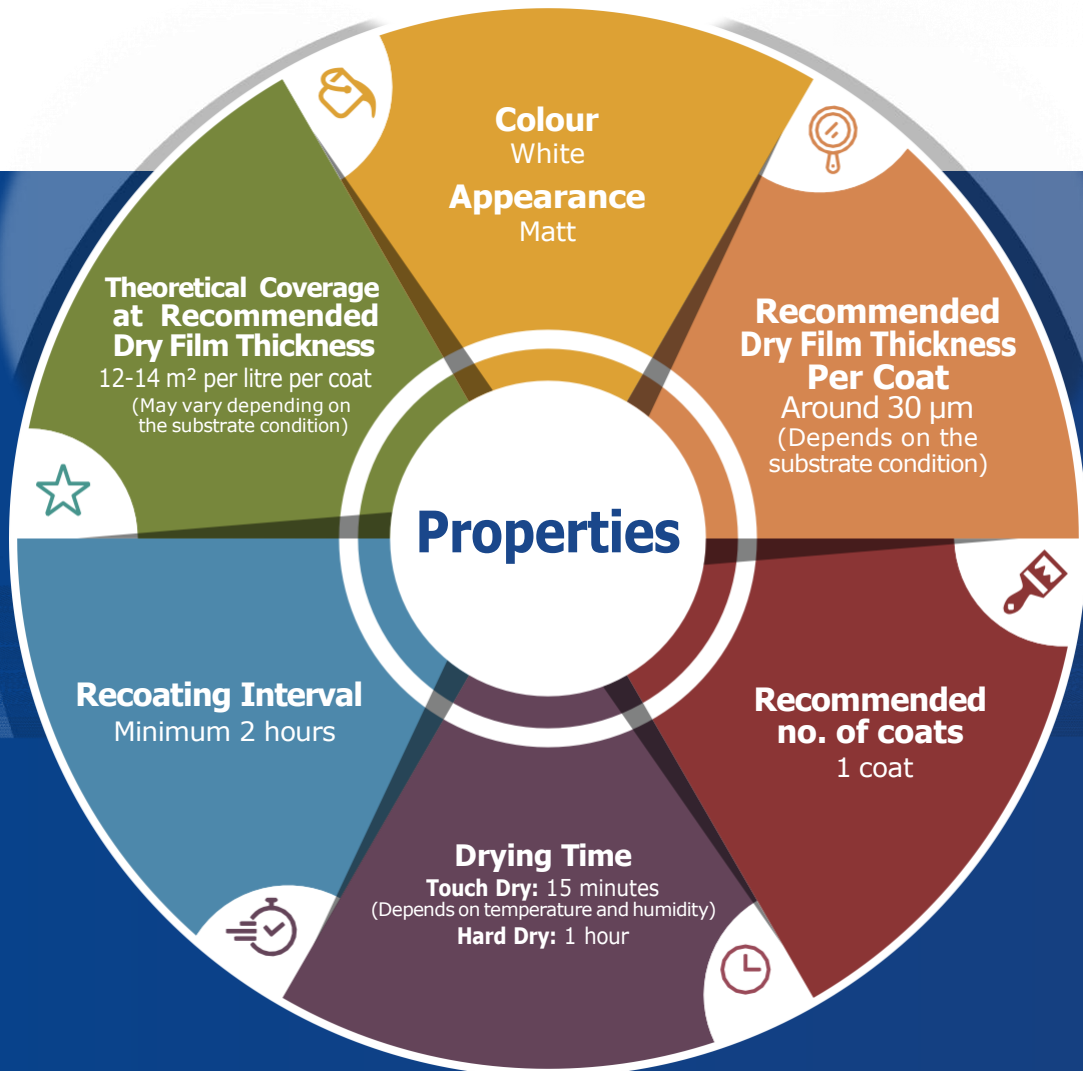 Colour
White
Appearance
Matt
Recommended
Dry Film Thickness
Per Coat
Around 30 µm
(Depends on the
substrate condition)
Recommended
no. of coats
1 coat
Drying Time
Touch Dry: 15 minutes
(Depends on temperature and humidity)
Hard Dry: 1 hour
Recoating Interval
Minimum 2 hours
Theoretical Coverage
at Recommended
Dry Film Thickness
12-14 m² per litre per coat
(May vary depending on
the substrate condition)
Properties